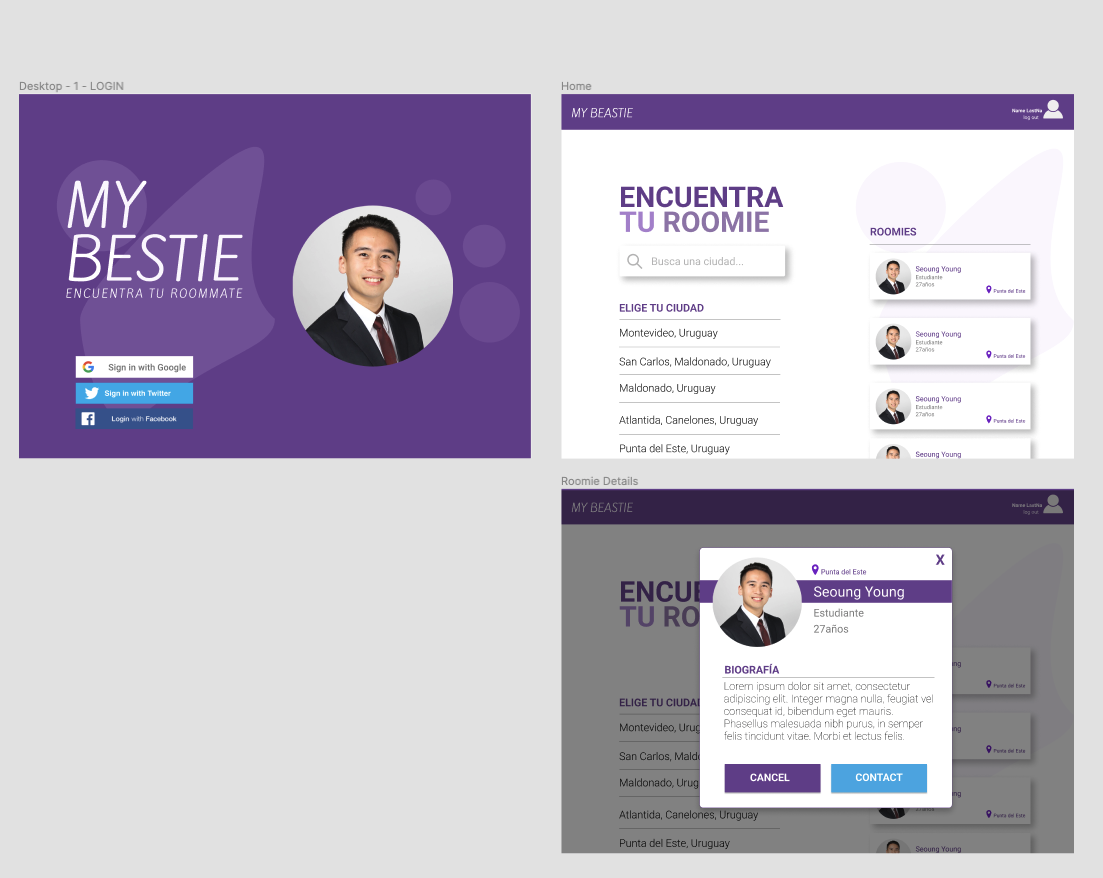 Desktop - 1 - LOGIN
MY
BESTIE
ENCUENTRA TU ROOMMATE
Sign in with Google
Sign in with Twitter
Login with Facebook
Home
MY BEASTIE
Name LastNa
log out
ENCUENTRA
TU ROOMIE
Busca una ciudad...
ELIGE TU CIUDAD
Montevideo, Uruguay
San Carlos, Maldonado, Uruguay
Maldonado, Uruguay
Atlantida, Canelones, Uruguay
Punta del Este, Uruguay
ROOMIES
Seoung Young
Estudiante
27años
Punta del Este
Seoung Young
Estudiante
27años
Punta del Este
Seoung Young
Estudiante
27años
Punta del Este
Seoung Young
Roomie Details
MY BEASTIE
Name LastNa
log out
ENCUE
TU RO
ELIGE TU CIUDAD
Montevideo, Urug
San Carlos, Mald
Maldonado, Urug
Atlantida, Canelones, Uruguay
Punta del Este, Uruguay
ng
Punta del Este
ng
Punta del Este
ng
Punta del Este
Seoung Young
X
Punta del Este
Seoung Young
Estudiante
27años
BIOGRAFÍA
Lorem ipsum dolor sit amet, consectetur
adipiscing elit. Integer magna nulla, feugiat vel
consequat id, bibendum eget mauris.
Phasellus malesuada nibh purus, in semper
felis tincidunt vitae. Morbi et lectus felis.
CANCEL
CONTACT